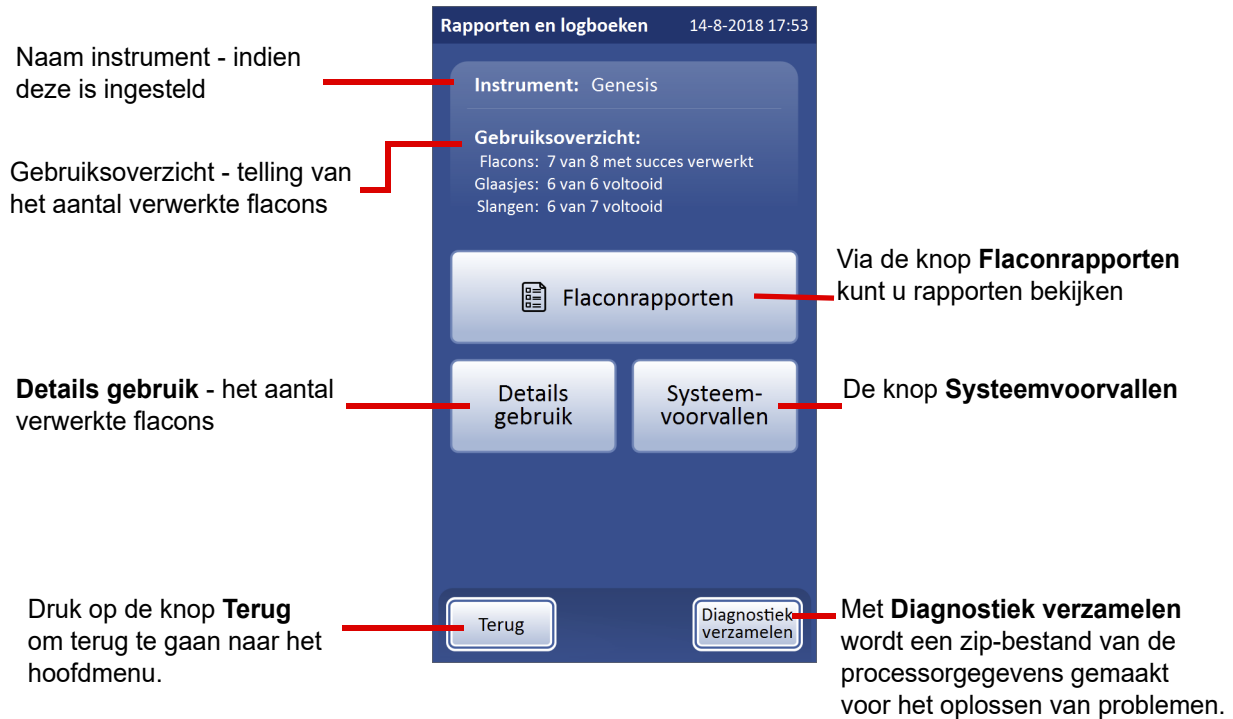 Rapporten en logboeken 14-8-2018 17:53
Naam instrument - indien
deze is ingesteld
Instrument: Genesis
Gebruiksoverzicht - telling van
het aantal verwerkte flacons
Gebruiksoverzicht:
Flacons: 7 van 8 met succes verwerkt
Glaasjes: 6 van 6 voltooid
Slangen: 6 van 7 voltooid
Flaconrapporten
Via de knop Flaconrapporten
kunt u rapporten bekijken
Details gebruik - het aantal
verwerkte flacons
Details
gebruik
Systeem-
voorvallen
De knop Systeemvoorvallen
Druk op de knop Terug
om terug te gaan naar het
hoofdmenu.
Terug
Diagnostiek
verzamelen
Met Diagnostiek verzamelen
wordt een zip-bestand van de
processorgegevens gemaakt
voor het oplossen van problemen.